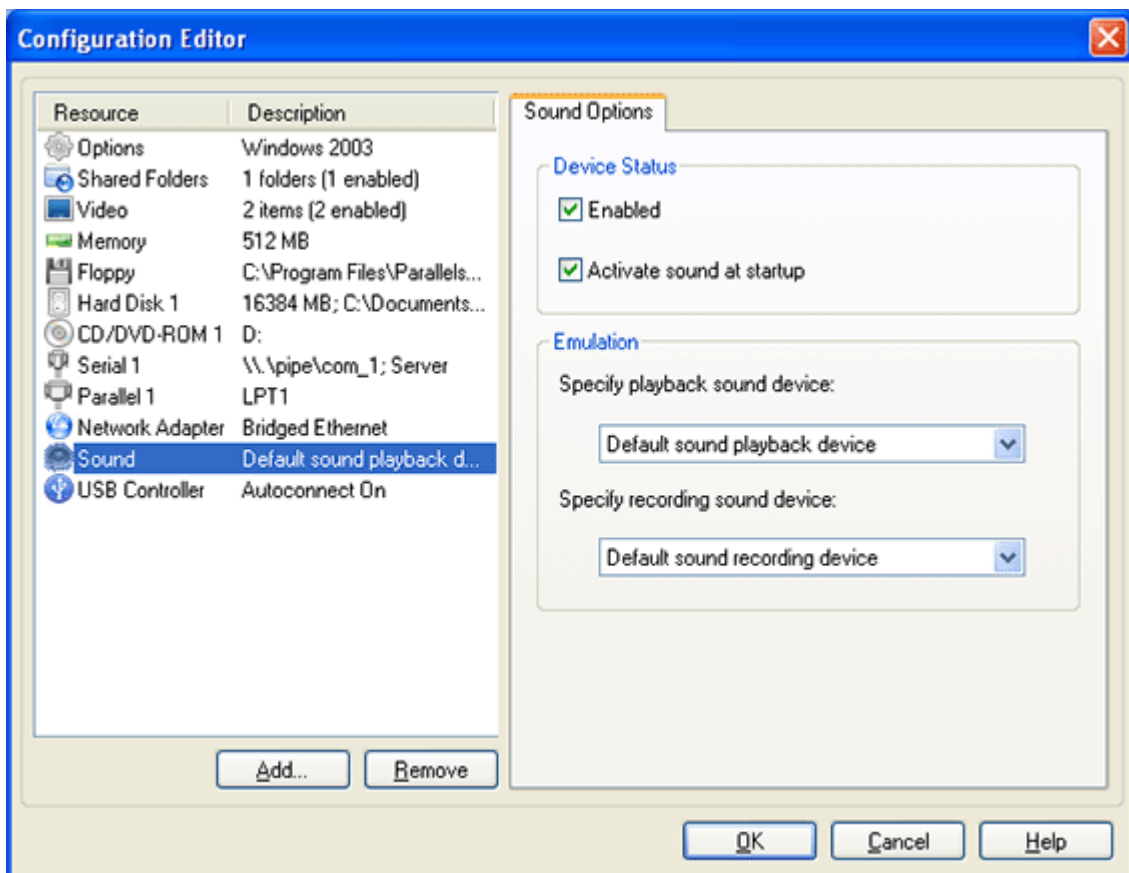 Configuration Editor
Resource Description
Options Windows 2003
Shared Folders 1 folders (1 enabled)
Video 2 items (2 enabled)
Memory 512 MB
Floppy C:\Program Files\Parallels...
Hard Disk 1 16384 MB; C:\Documents...
CD/DVD-ROM 1 D:
Serial 1 \\.\pipe\com_1; Server
Parallel 1 LPT1
Network Adapter Bridged Ethernet
Sound Default sound playback d...
USB Controller Autoconnect On
Add... Remove
Sound Options
Device Status
Enabled
Activate sound at startup
Emulation
Specify playback sound device:
Default sound playback device
Specify recording sound device:
Default sound recording device
OK Cancel Help